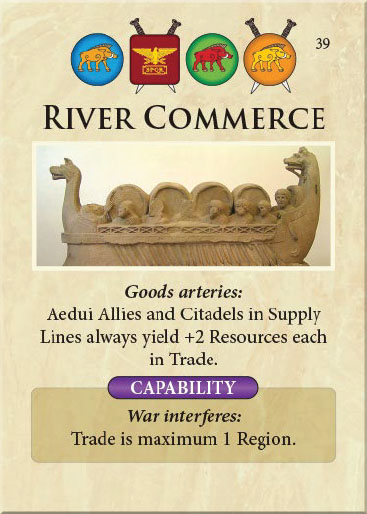 39
SPQR
RIVER COMMERCE
Goods arteries:
Aedui Allies and Citadels in Supply
Lines always yield +2 Resources each
in Trade.
CAPABILITY
War interferes:
Trade is maximum 1 Region.